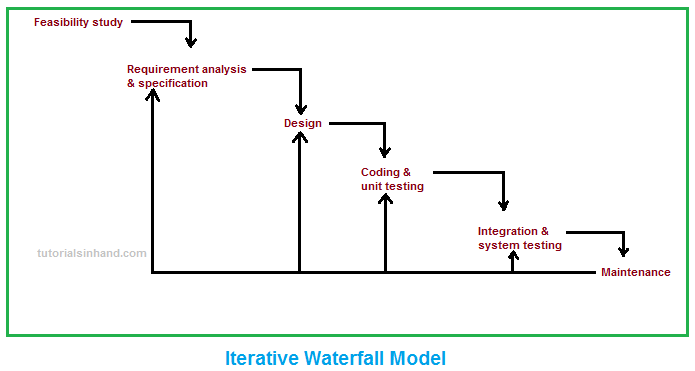 Feasibility study
Requirement analysis
& specification
Design
Coding &
unit testing
Integration &
system testing
tutorialsinhand.com
Maintenance
Iterative Waterfall Model